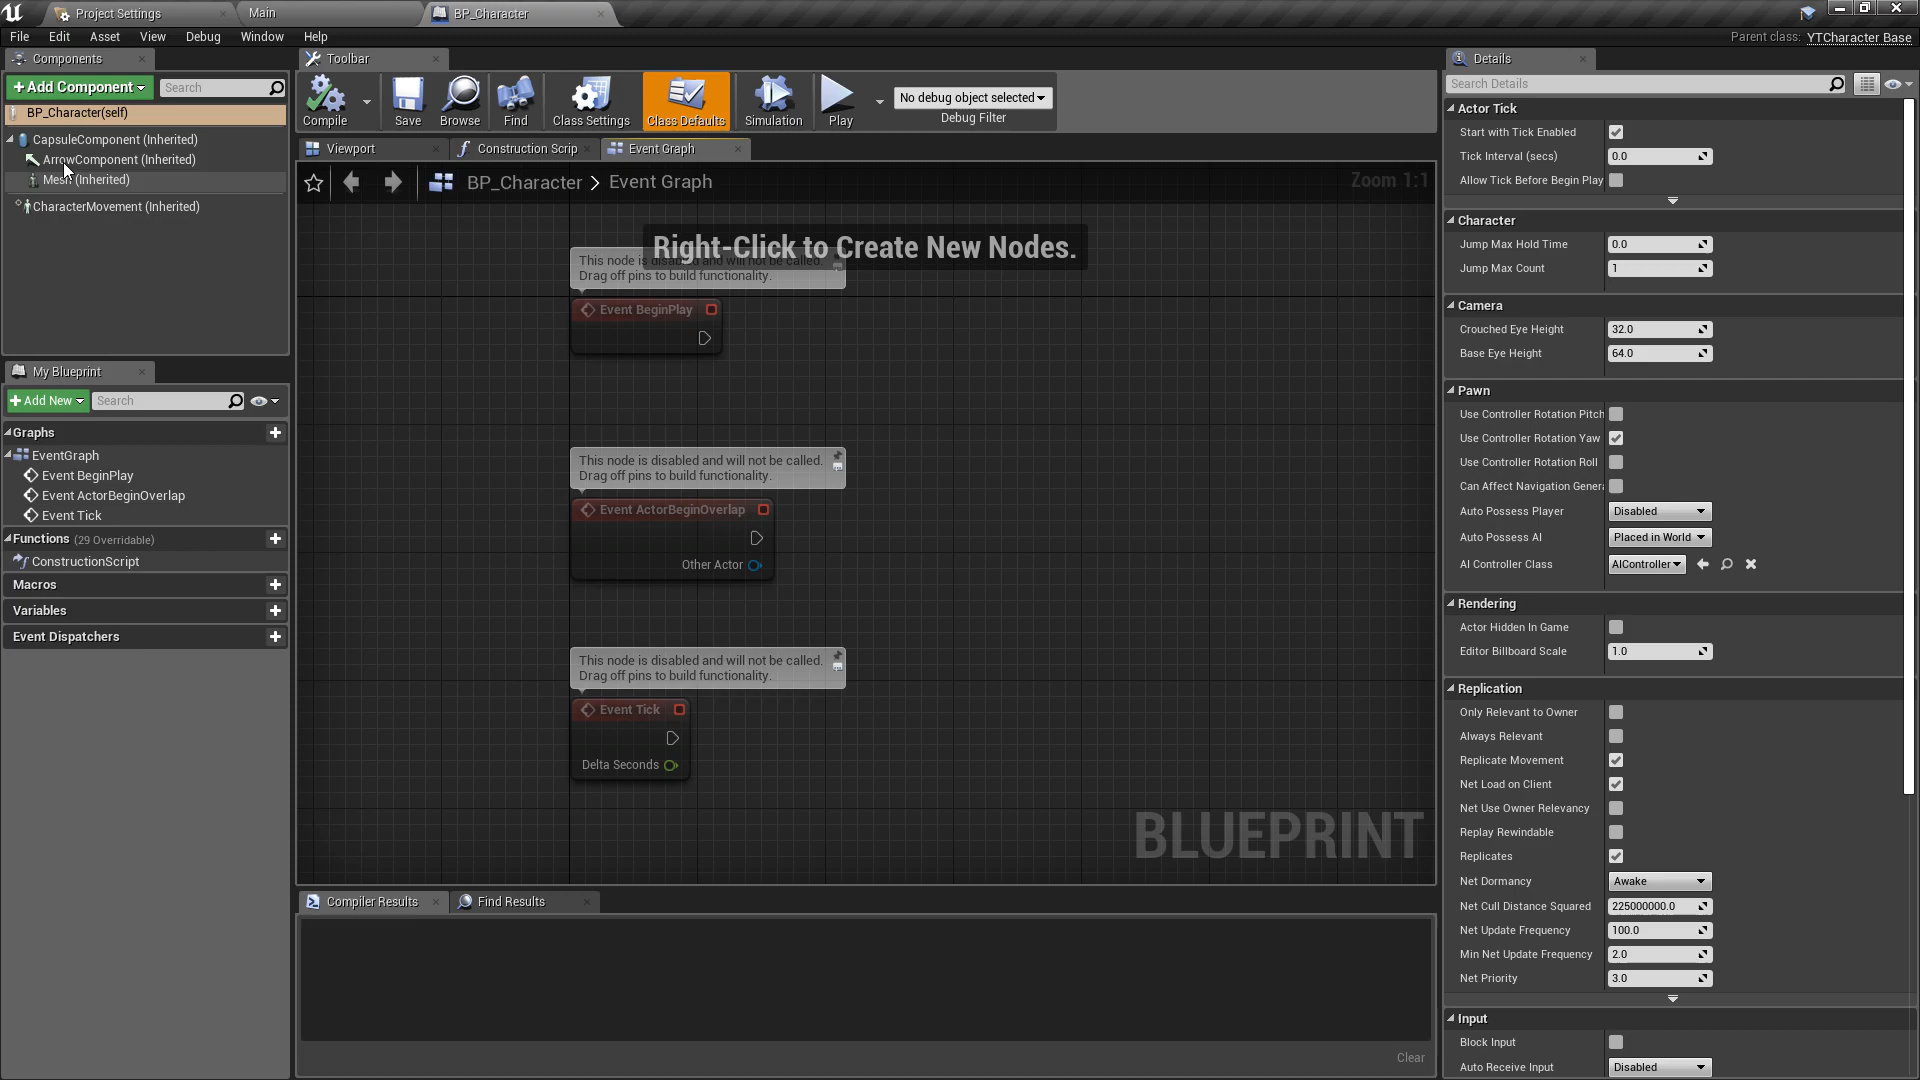 Project Settings
Main
BP_Character
File Edit Asset View Debug Window Help
Parent class: YTCharacter Base
Components
+Add Component
Search
BP_Character(self)
CapsuleComponent (Inherited)
ArrowComponent (Inherited)
Mesh (Inherited)
CharacterMovement (Inherited)
My Blueprint
+Add New
Search
Graphs
EventGraph
Event BeginPlay
Event ActorBeginOverlap
Event Tick
Functions (29 Overridable)
ConstructionScript
Macros
Variables
Event Dispatchers
Toolbar
Compile
Save
Browse
Find
Class Settings
Class Defaults
Simulation
Play
No debug object selected
Debug Filter
Viewport
Construction Scrip
Event Graph
BP_Character > Event Graph
Zoom 1:1
Right-Click to Create New Nodes.
This node is disabled and will not be called.
Drag off pins to build functionality.
Event BeginPlay
This node is disabled and will not be called.
Drag off pins to build functionality.
Event ActorBeginOverlap
Other Actor
This node is disabled and will not be called.
Drag off pins to build functionality.
Event Tick
Delta Seconds
BLUEPRINT
Compiler Results
Find Results
Clear
Details
Search Details
Actor Tick
Start with Tick Enabled
Tick Interval (secs) 0.0
Allow Tick Before Begin Play
Character
Jump Max Hold Time 0.0
Jump Max Count 1
Camera
Crouched Eye Height 32.0
Base Eye Height 64.0
Pawn
Use Controller Rotation Pitch
Use Controller Rotation Yaw
Use Controller Rotation Roll
Can Affect Navigation Genera
Auto Possess Player Disabled
Auto Possess AI Placed in World
AI Controller Class AIController
Rendering
Actor Hidden In Game
Editor Billboard Scale 1.0
Replication
Only Relevant to Owner
Always Relevant
Replicate Movement
Net Load on Client
Net Use Owner Relevancy
Replay Rewindable
Replicates
Net Dormancy Awake
Net Cull Distance Squared 225000000.0
Net Update Frequency 100.0
Min Net Update Frequency 2.0
Net Priority 3.0
Input
Block Input
Auto Receive Input Disabled